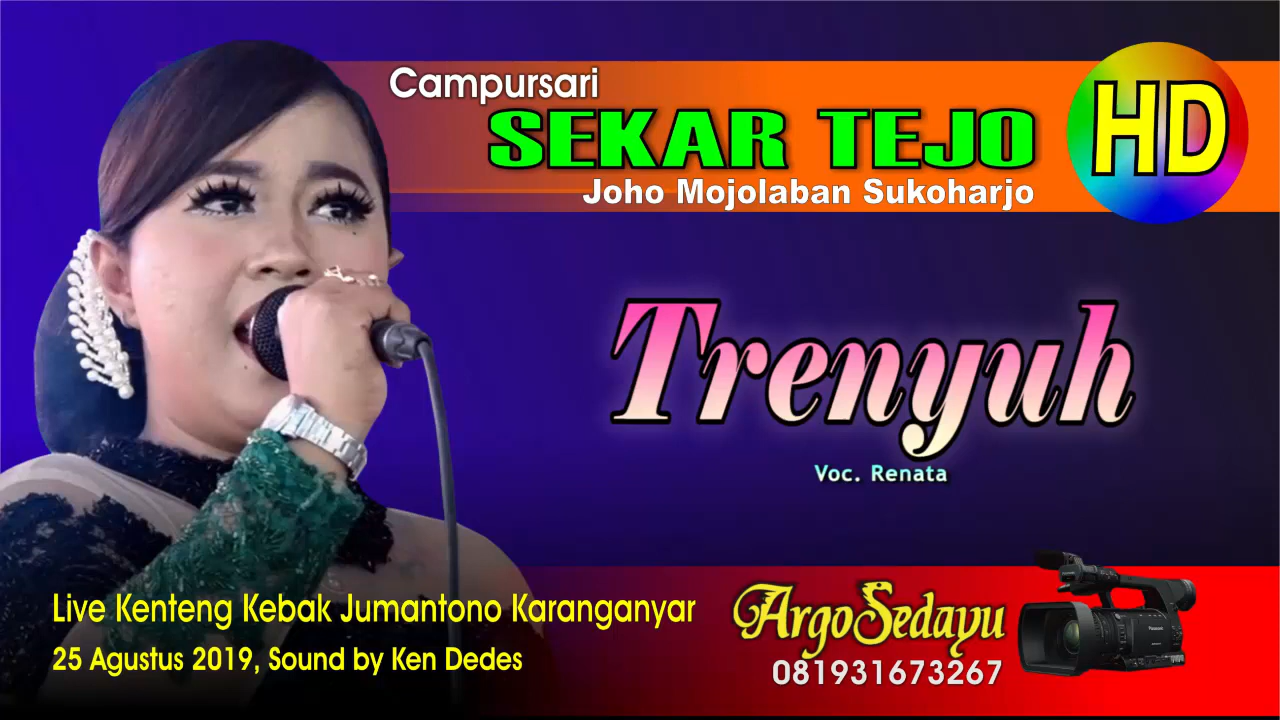 Campursari
SEKAR TEJO
Joho Mojolaban Sukoharjo
HD
Trenyuh
Voc. Renata
Live Kenteng Kebak Jumantono Karanganyar
25 Agustus 2019, Sound by Ken Dedes
ArgoSedayu
081931673267
Panasonic